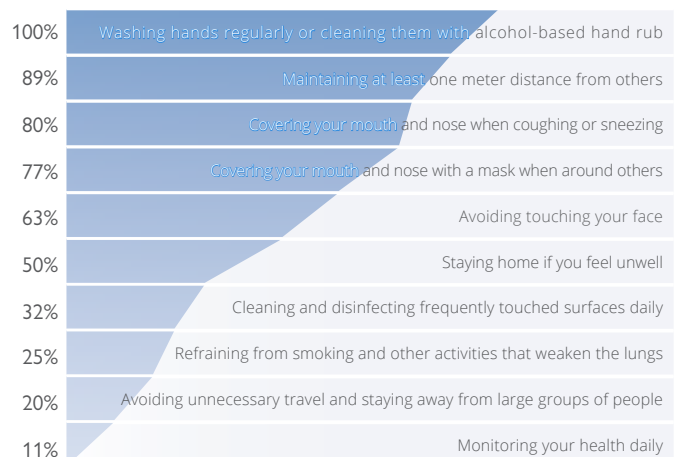 100% Washing hands regularly or cleaning them with alcohol-based hand rub
89% Maintaining at least one meter distance from others
80% Covering your mouth and nose when coughing or sneezing
77% Covering your mouth and nose with a mask when around others
63% Avoiding touching your face
50% Staying home if you feel unwell
32% Cleaning and disinfecting frequently touched surfaces daily
25% Refraining from smoking and other activities that weaken the lungs
20% Avoiding unnecessary travel and staying away from large groups of people
11% Monitoring your health daily